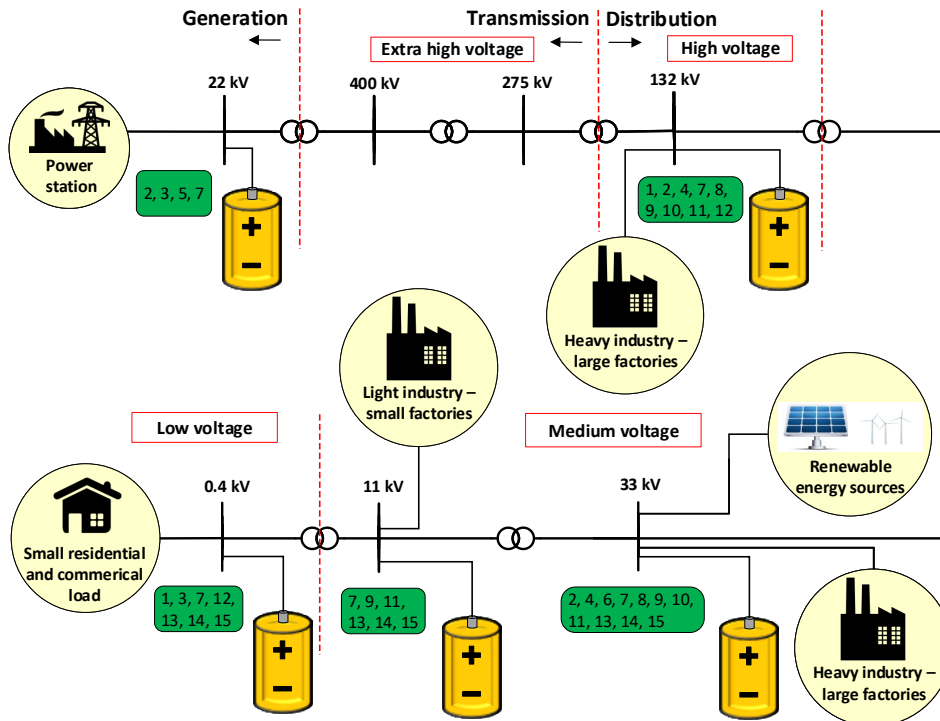 Generation
Transmission
Distribution
Extra high voltage
High voltage
22 kV
400 kV
275 kV
132 kV
Power
station
2, 3, 5, 7
+
−
1, 2, 4, 7, 8,
9, 10, 11, 12
+
−
Heavy industry –
large factories
Light industry –
small factories
Low voltage
Medium voltage
Renewable
energy sources
0.4 kV
11 kV
33 kV
Small residential
and commerical
load
1, 3, 7, 12,
13, 14, 15
+
−
7, 9, 11,
13, 14, 15
+
−
2, 4, 6, 7, 8, 9, 10,
11, 13, 14, 15
+
−
Heavy industry –
large factories